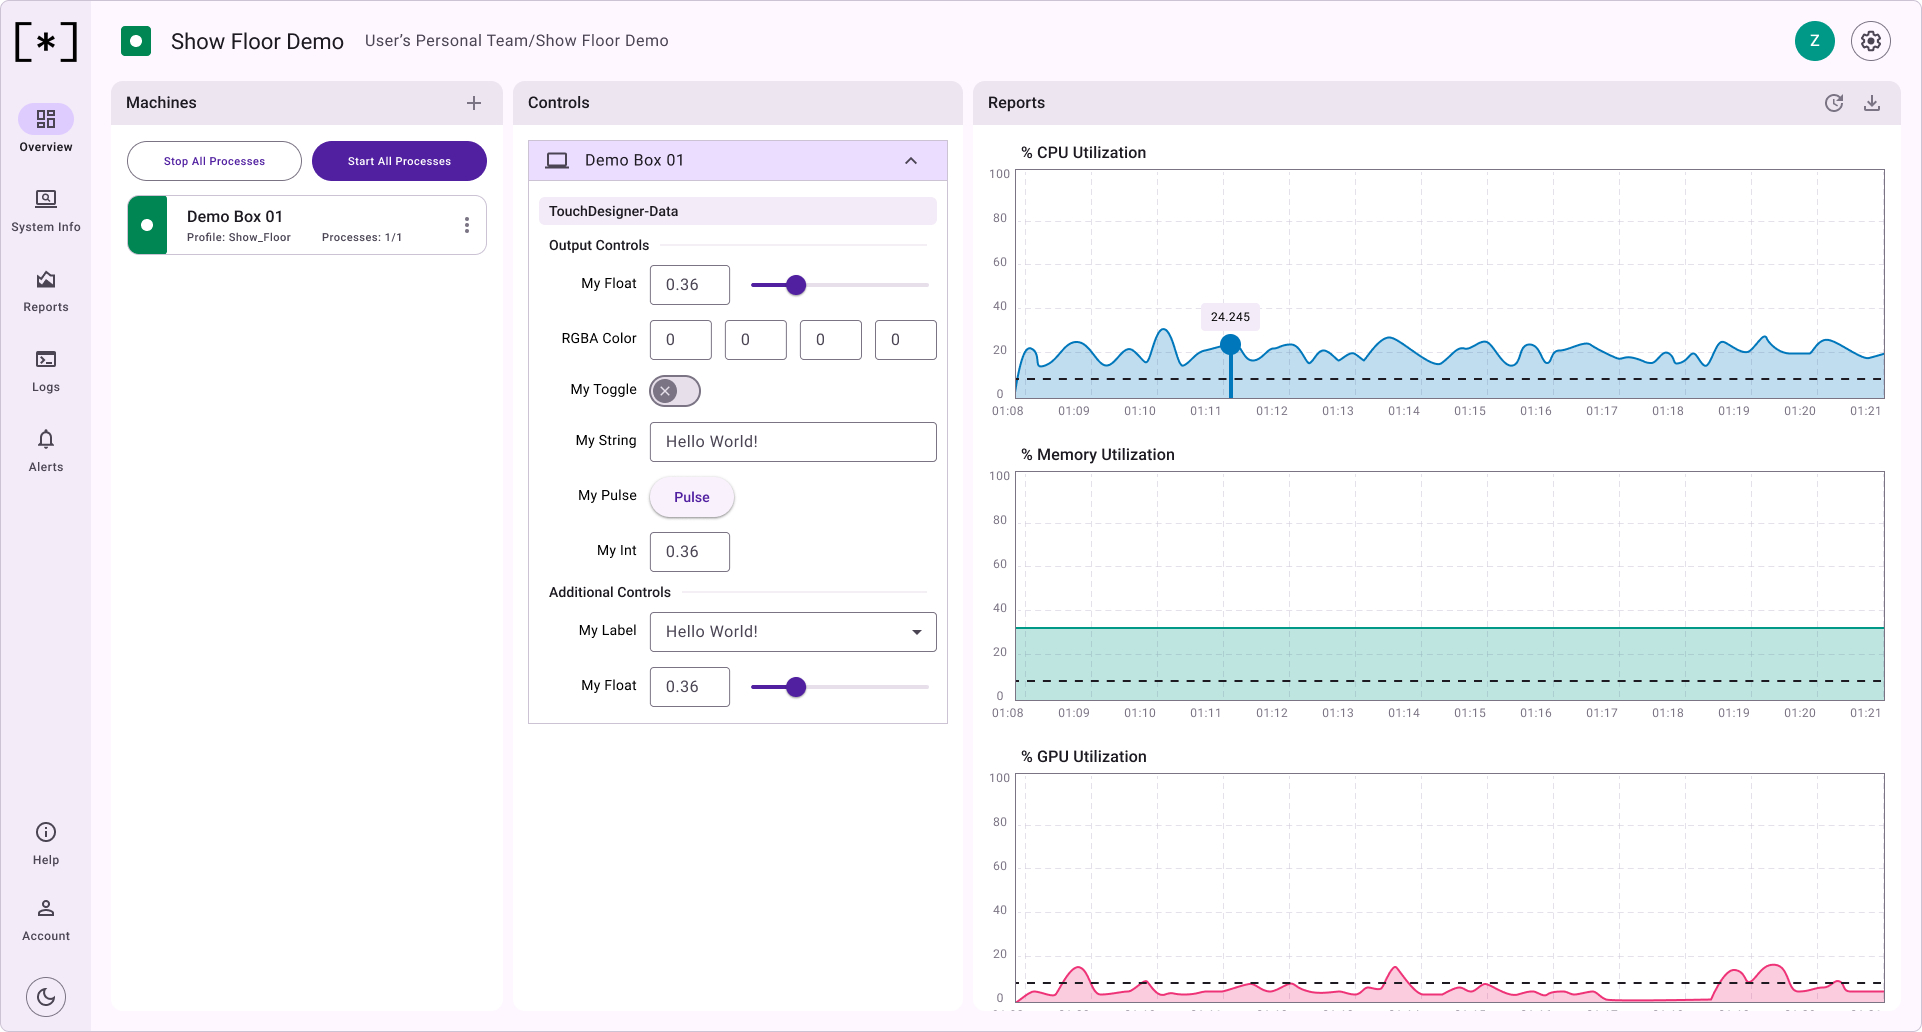 [*]
Show Floor Demo
User’s Personal Team/Show Floor Demo
Z
Overview
System Info
Reports
Logs
Alerts
Help
Account
Machines
Stop All Processes
Start All Processes
Demo Box 01
Profile: Show_Floor Processes: 1/1
Controls
Demo Box 01
TouchDesigner-Data
Output Controls
My Float 0.36
RGBA Color 0 0 0 0
My Toggle
My String Hello World!
My Pulse Pulse
My Int 0.36
Additional Controls
My Label Hello World!
My Float 0.36
Reports
% CPU Utilization
100
80
60
40
20
0
24.245
01:08 01:09 01:10 01:11 01:12 01:13 01:14 01:15 01:16 01:17 01:18 01:19 01:20 01:21
% Memory Utilization
100
80
60
40
20
0
01:08 01:09 01:10 01:11 01:12 01:13 01:14 01:15 01:16 01:17 01:18 01:19 01:20 01:21
% GPU Utilization
100
80
60
40
20
0